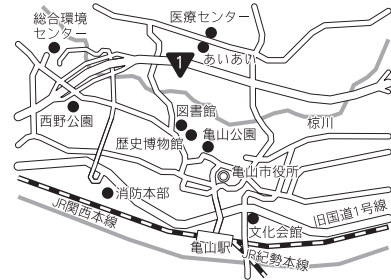 総合環境
センター
医療センター
あいあい
1
2
西野公園
図書館
椋川
歴史博物館
亀山公園
亀山市役所
消防本部
JR関西本線
旧国道1号線
文化会館
亀山駅
JR紀勢本線